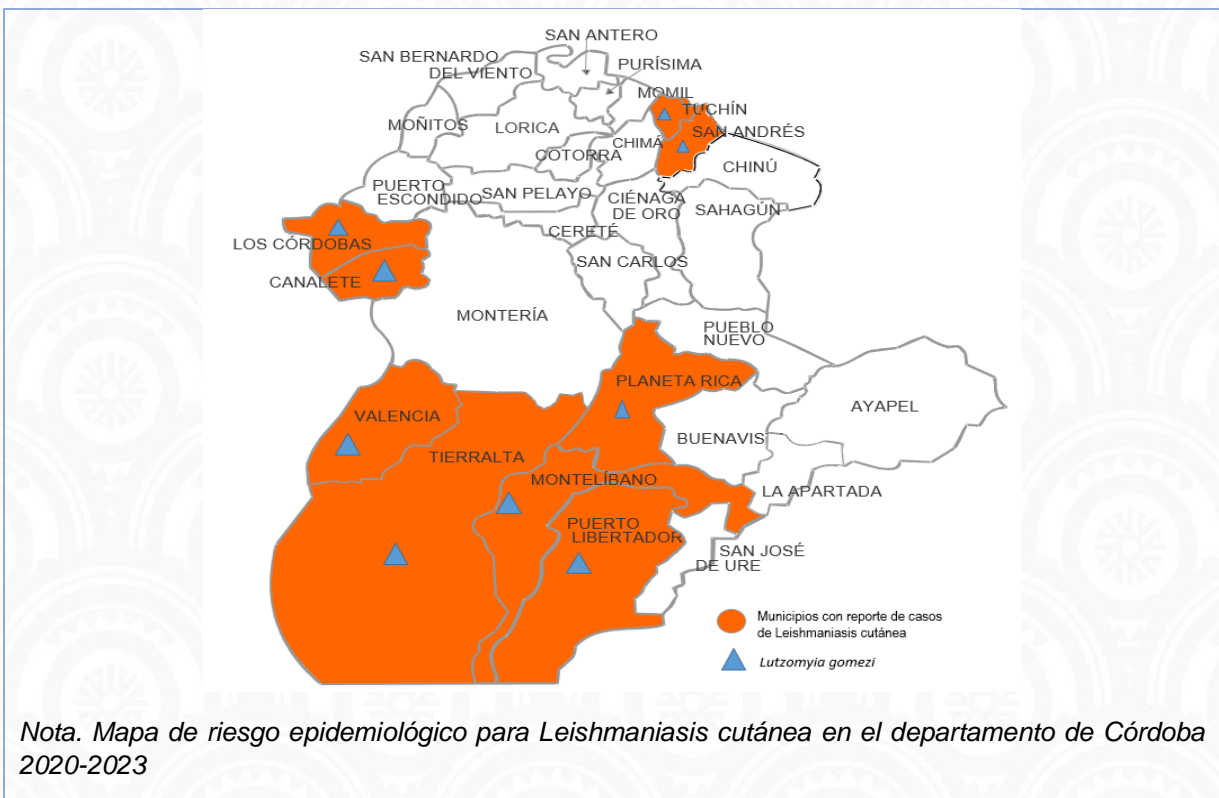 SAN ANTERO
SAN BERNARDO
DEL VIENTO
PURÍSIMA
MOMIL
TUCHÍN
MOÑITOS
LORICA
SAN ANDRÉS
CHIMÁ
COTORRA
CHINÚ
PUERTO
ESCONDIDO
SAN PELAYO
CIÉNAGA
DE ORO
SAHAGÚN
CERETÉ
LOS CÓRDOBAS
SAN CARLOS
CANALETE
MONTERÍA
PUEBLO
NUEVO
PLANETA RICA
AYAPEL
VALENCIA
BUENAVIS
TIERRALTA
MONTELÍBANO
LA APARTADA
PUERTO
LIBERTADOR
SAN JOSÉ
DE URE
Municipios con reporte de casos
de Leishmaniasis cutánea
Lutzomyia gomezi
Nota. Mapa de riesgo epidemiológico para Leishmaniasis cutánea en el departamento de Córdoba
2020-2023